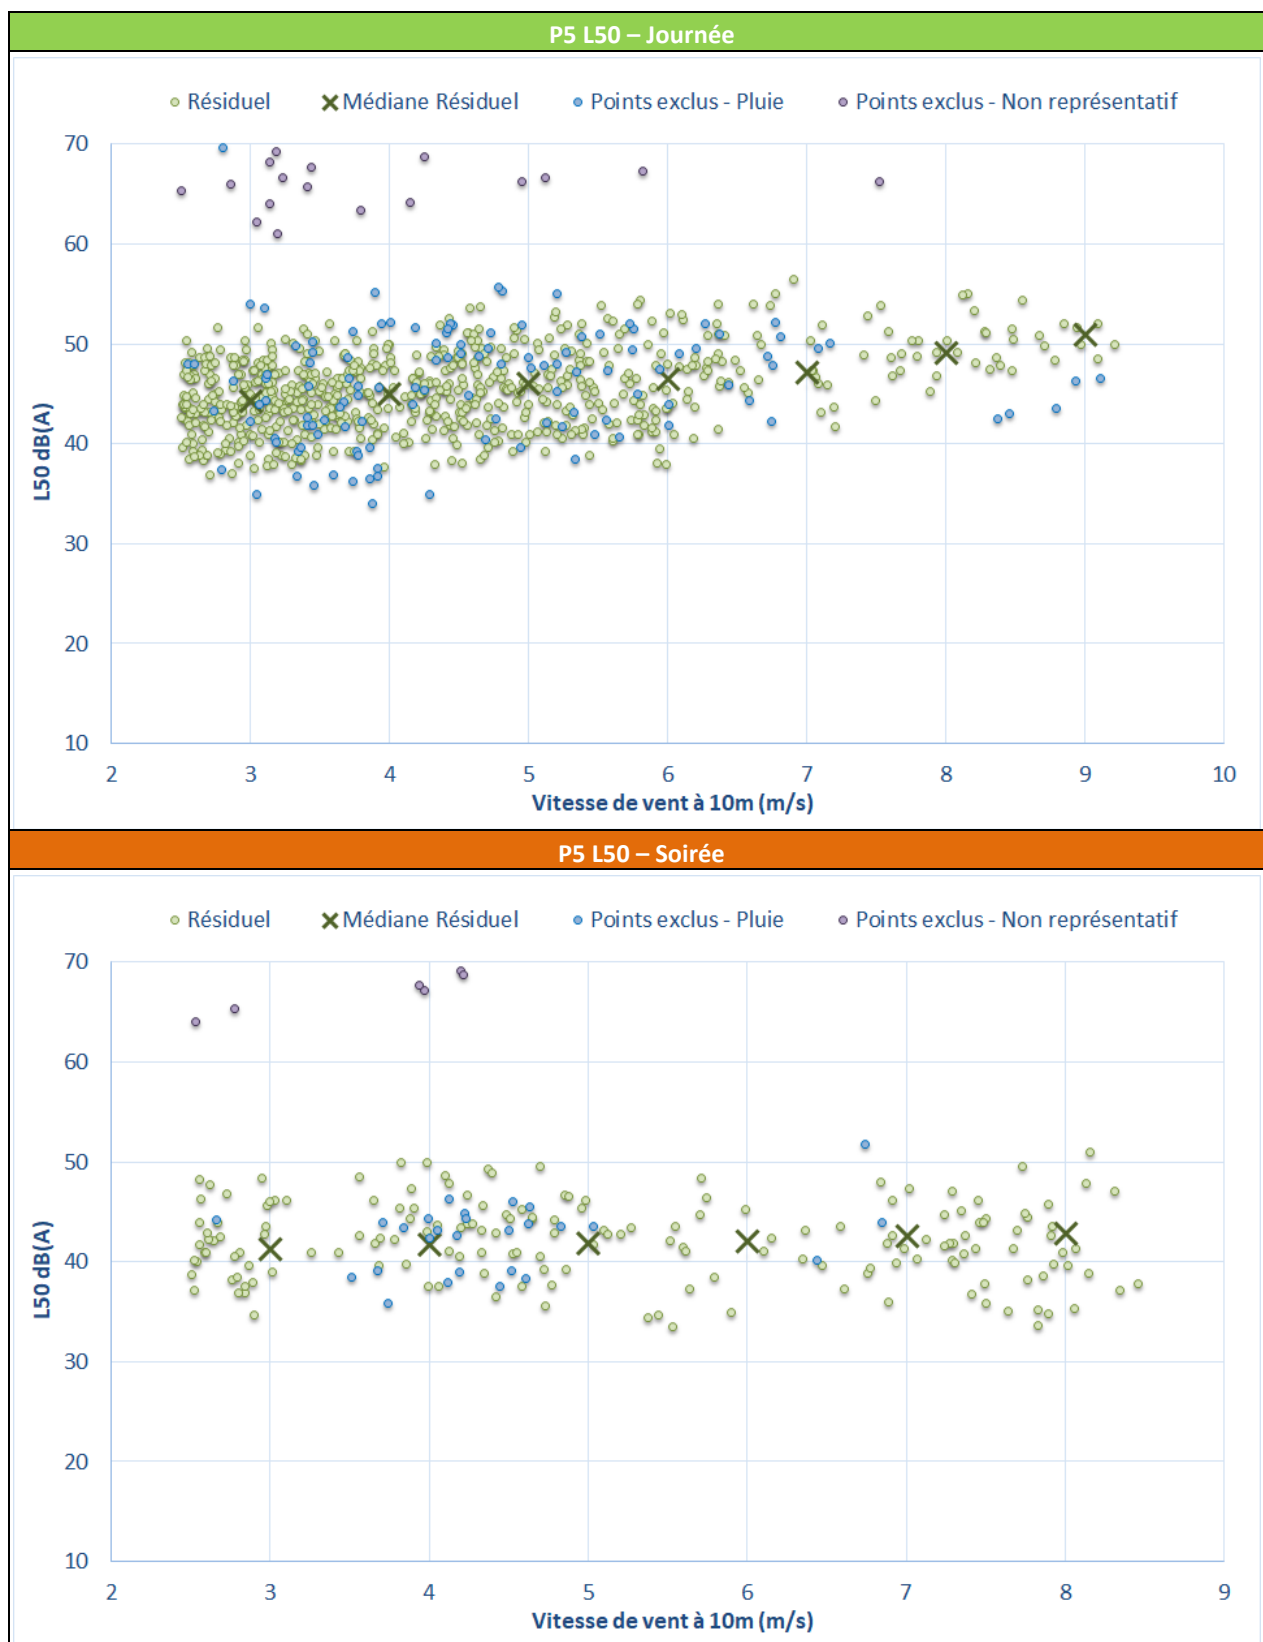 P5 L50 – Journée
Résiduel Médiane Résiduel Points exclus - Pluie Points exclus - Non représentatif
70
60
50
40
30
20
10
L50 dB(A)
2 3 4 5 6 7 8 9 10
Vitesse de vent à 10m (m/s)
P5 L50 – Soirée
Résiduel Médiane Résiduel Points exclus - Pluie Points exclus - Non représentatif
70
60
50
40
30
20
10
L50 dB(A)
2 3 4 5 6 7 8 9
Vitesse de vent à 10m (m/s)